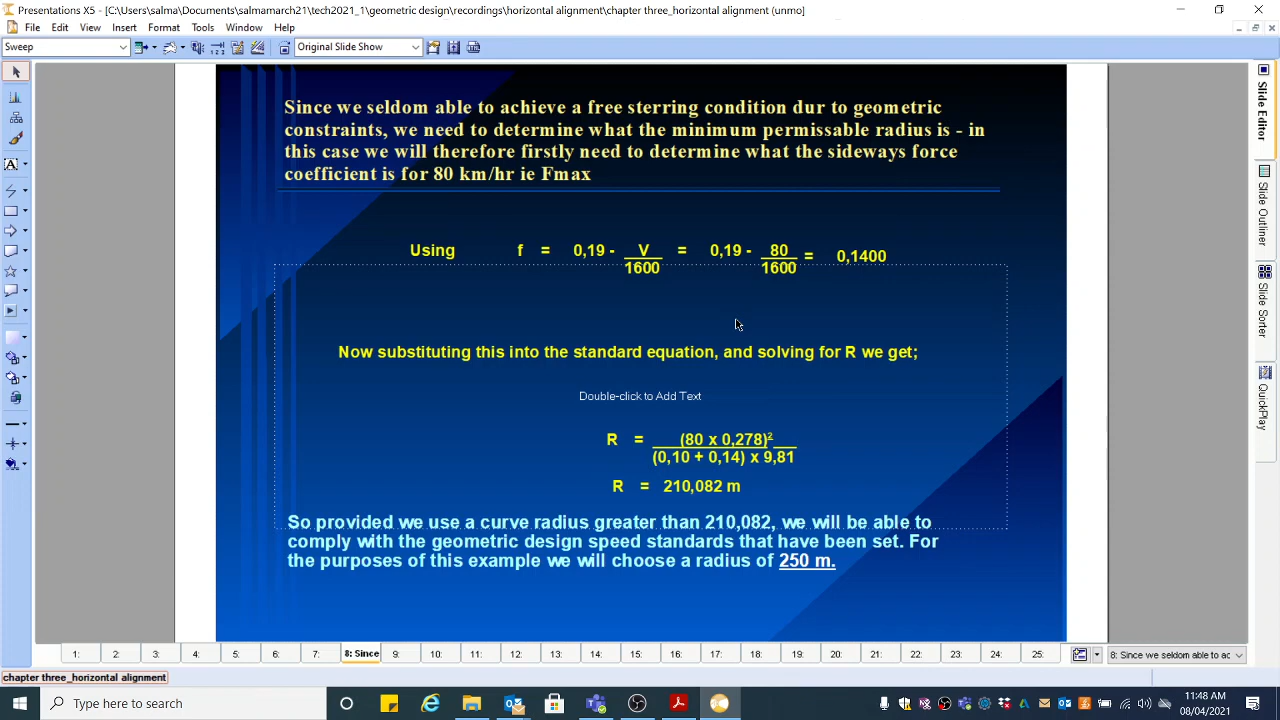 Presentations X5 - [C:\Users\salma\Documents\salmarch21\tech2021_1\geometric design\recordings\horizontal alignment\chapter three_horizontal alignment (unmo)
File Edit View Insert Format Tools Window Help
Sweep Original Slide Show
Since we seldom able to achieve a free sterring condition dur to geometric
constraints, we need to determine what the minimum permissable radius is - in
this case we will therefore firstly need to determine what the sideways force
coefficient is for 80 km/hr ie Fmax
Using f = 0,19 - V = 0,19 - 80 = 0,1400
1600 1600
Now substituting this into the standard equation, and solving for R we get;
Double-click to Add Text
R = (80 x 0,278)²
(0,10 + 0,14) x 9,81
R = 210,082 m
So provided we use a curve radius greater than 210,082, we will be able to
comply with the geometric design speed standards that have been set. For
the purposes of this example we will choose a radius of 250 m.
Slide Editor
Slide Outliner
Slide Sorter
QuickPlay
1: 2: 3: 4: 5: 6: 7: 8: Since 9: 10: 11: 12: 13: 14: 15: 16: 17: 18: 19: 20: 21: 22: 23: 24: 25: 8: Since we seldom able to ac
chapter three_horizontal alignment
Type here to search
11:48 AM
08/04/2021